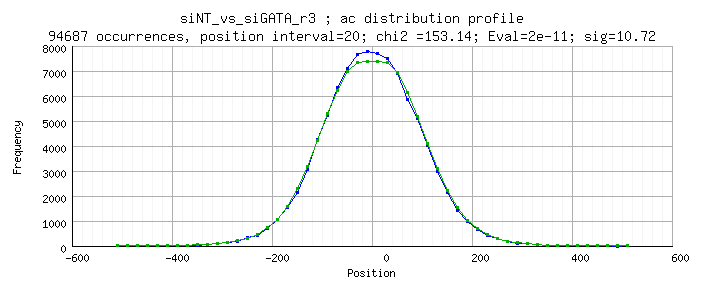 siNT_vs_siGATA_r3 ; ac distribution profile
94687 occurrences, position interval=20; chi2 =153.14; Eval=2e-11; sig=10.72
8000
7000
6000
5000
4000
3000
2000
1000
0
Frequency
-600 -400 -200 0 200 400 600
Position